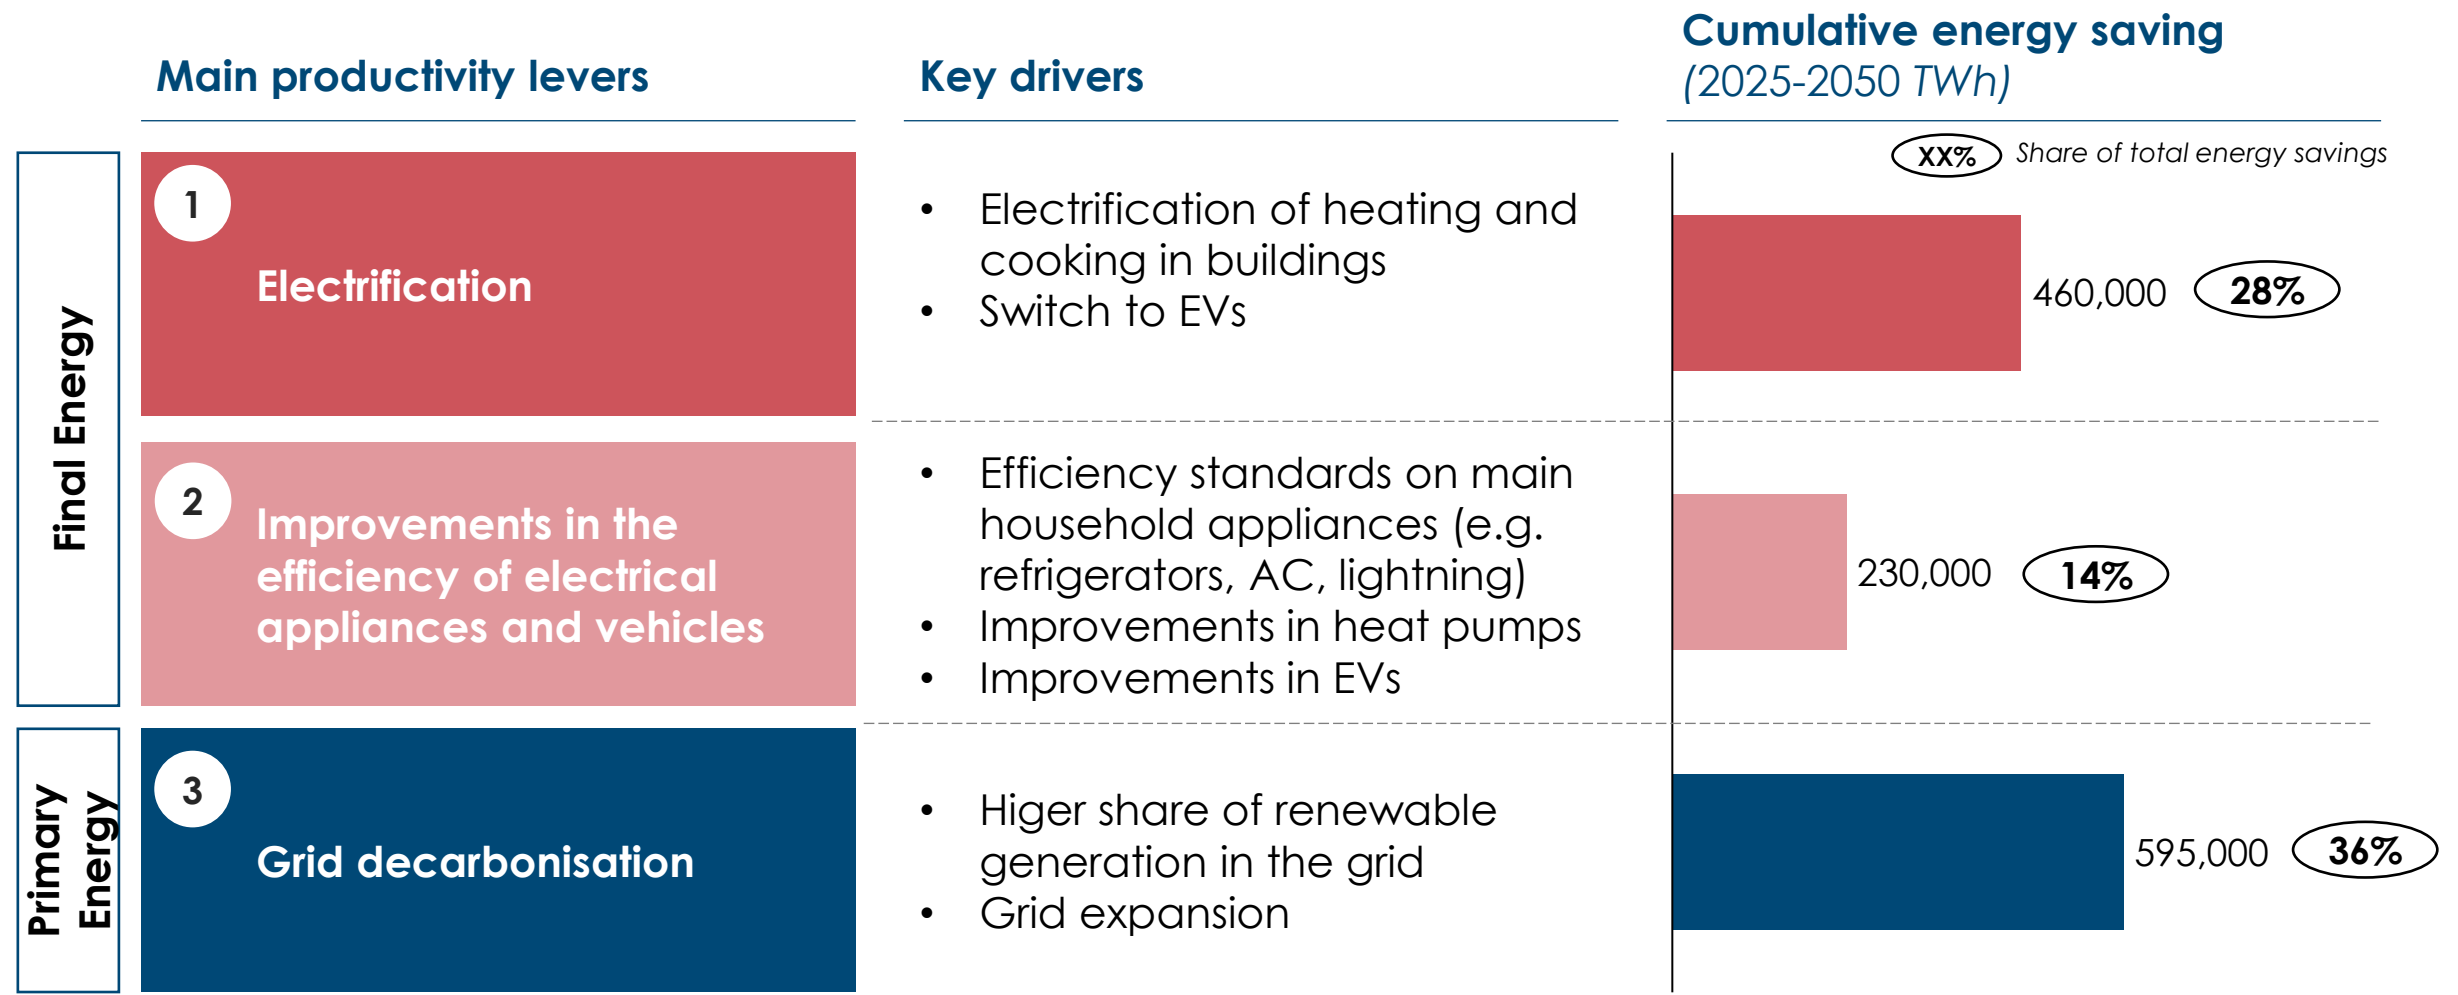 Main productivity levers
Key drivers
Cumulative energy saving
(2025-2050 TWh)
XX% Share of total energy savings
Final Energy
1
Electrification
• Electrification of heating and
cooking in buildings
• Switch to EVs
460,000 28%
2
Improvements in the
efficiency of electrical
appliances and vehicles
• Efficiency standards on main
household appliances (e.g.
refrigerators, AC, lightning)
• Improvements in heat pumps
• Improvements in EVs
230,000 14%
Primary
Energy
3
Grid decarbonisation
• Higer share of renewable
generation in the grid
• Grid expansion
595,000 36%